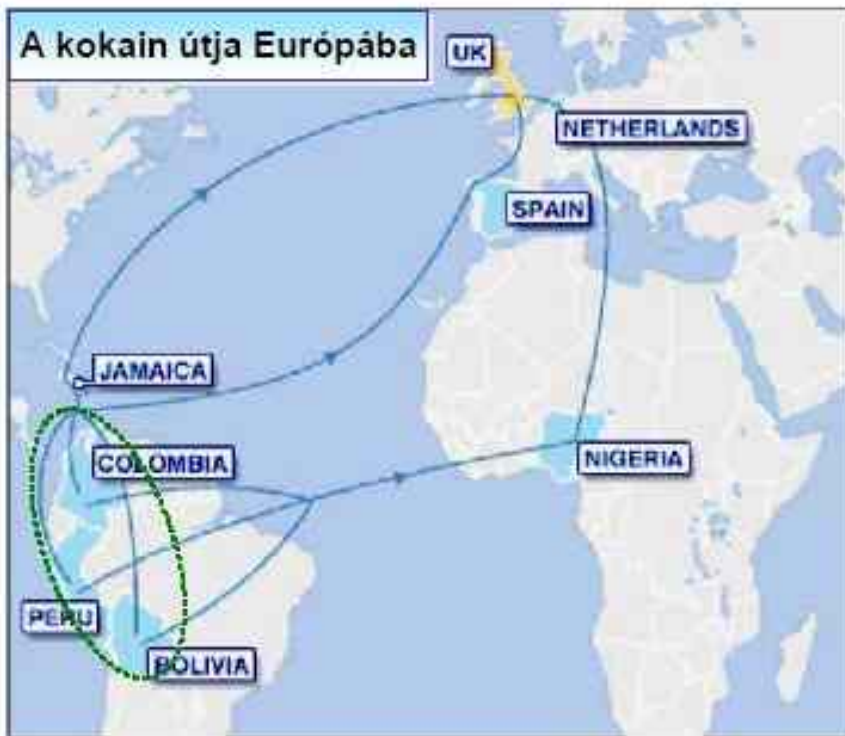 A kokain útja Európába
UK
NETHERLANDS
SPAIN
JAMAICA
COLOMBIA
NIGERIA
PERU
BOLIVIA